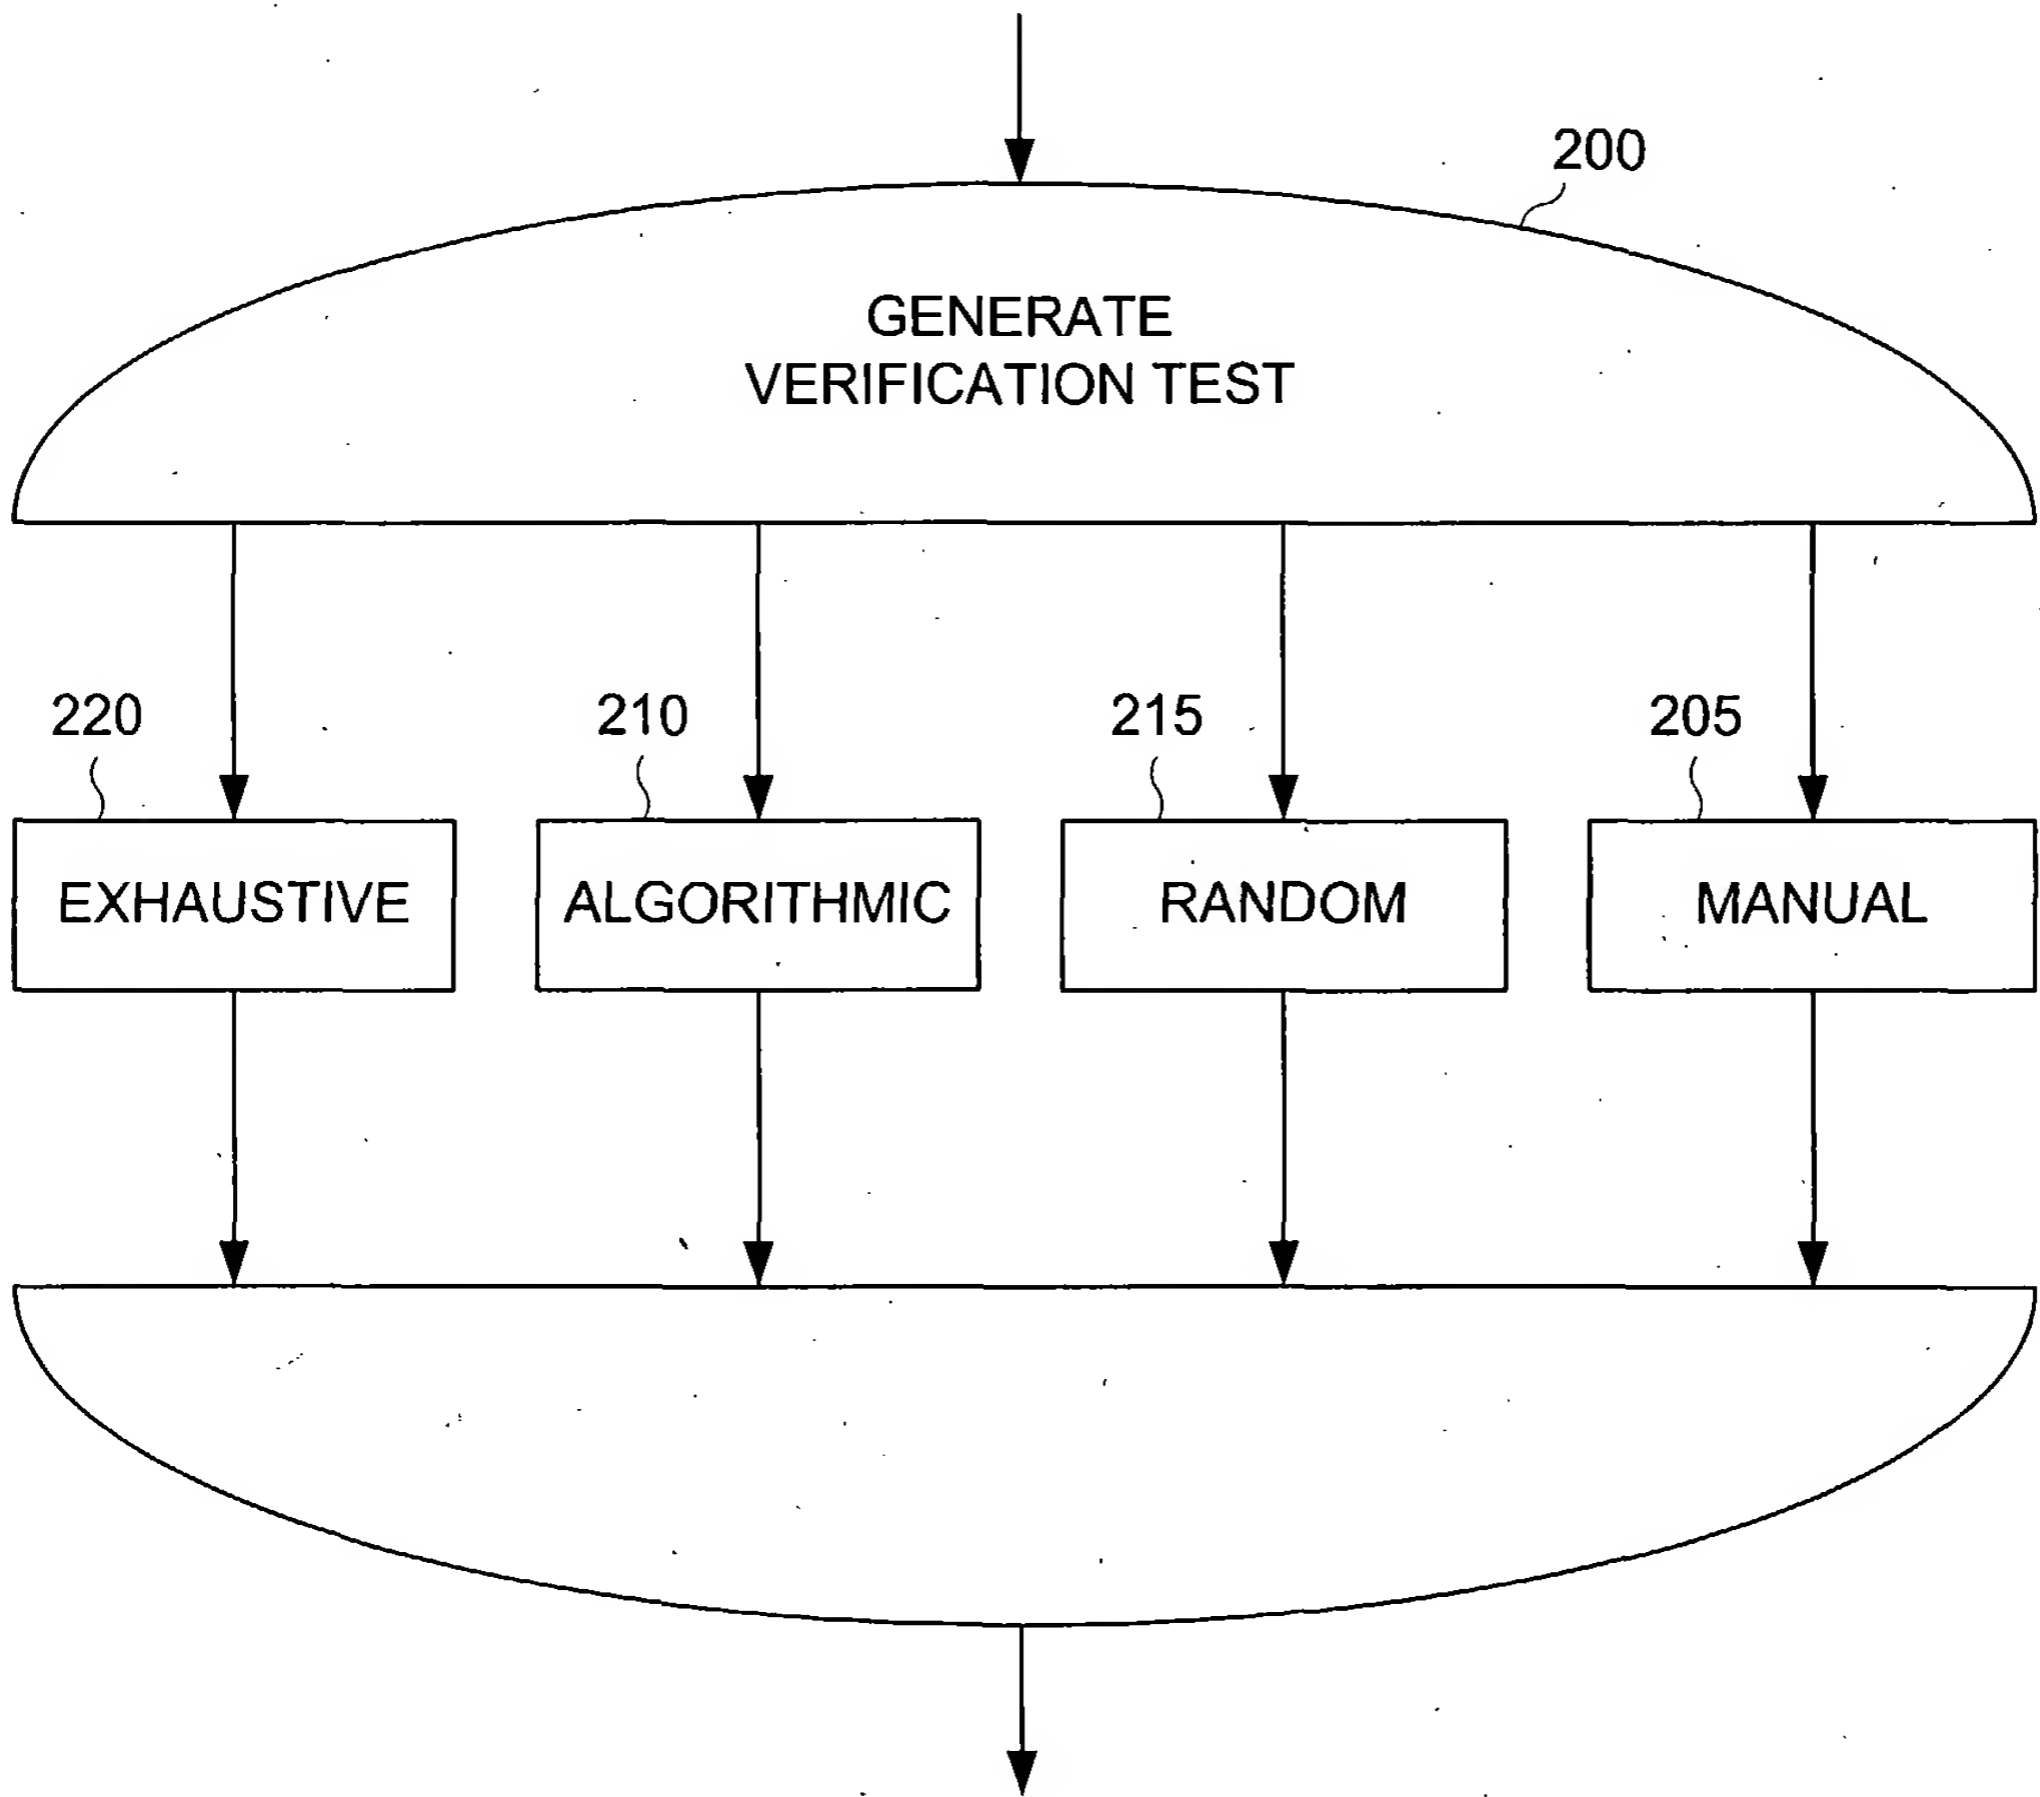 200
GENERATE
VERIFICATION TEST
220
210
215
205
EXHAUSTIVE
ALGORITHMIC
RANDOM
MANUAL